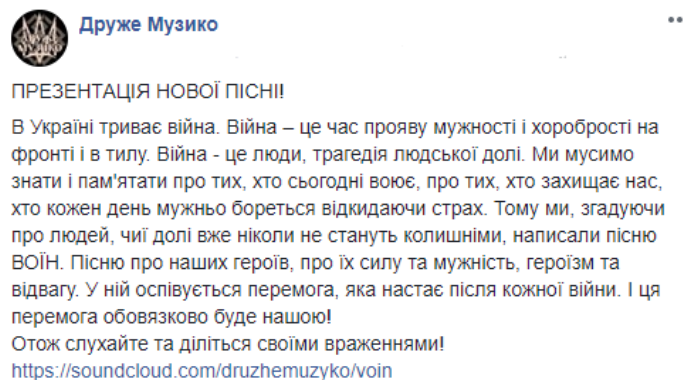 Друже Музико
ПРЕЗЕНТАЦІЯ НОВОЇ ПІСНІ!
В Україні триває війна. Війна – це час прояву мужності і хоробрості на
фронті і в тилу. Війна - це люди, трагедія людської долі. Ми мусимо
знати і пам'ятати про тих, хто сьогодні воює, про тих, хто захищає нас,
хто кожен день мужньо бореться відкидаючи страх. Тому ми, згадуючи
про людей, чиї долі вже ніколи не стануть колишніми, написали пісню
ВОЇН. Пісню про наших героїв, про їх силу та мужність, героїзм та
відвагу. У ній оспівується перемога, яка настає після кожної війни. І ця
перемога обовязково буде нашою!
Отож слухайте та діліться своїми враженнями!
https://soundcloud.com/druzhemuzyko/voin